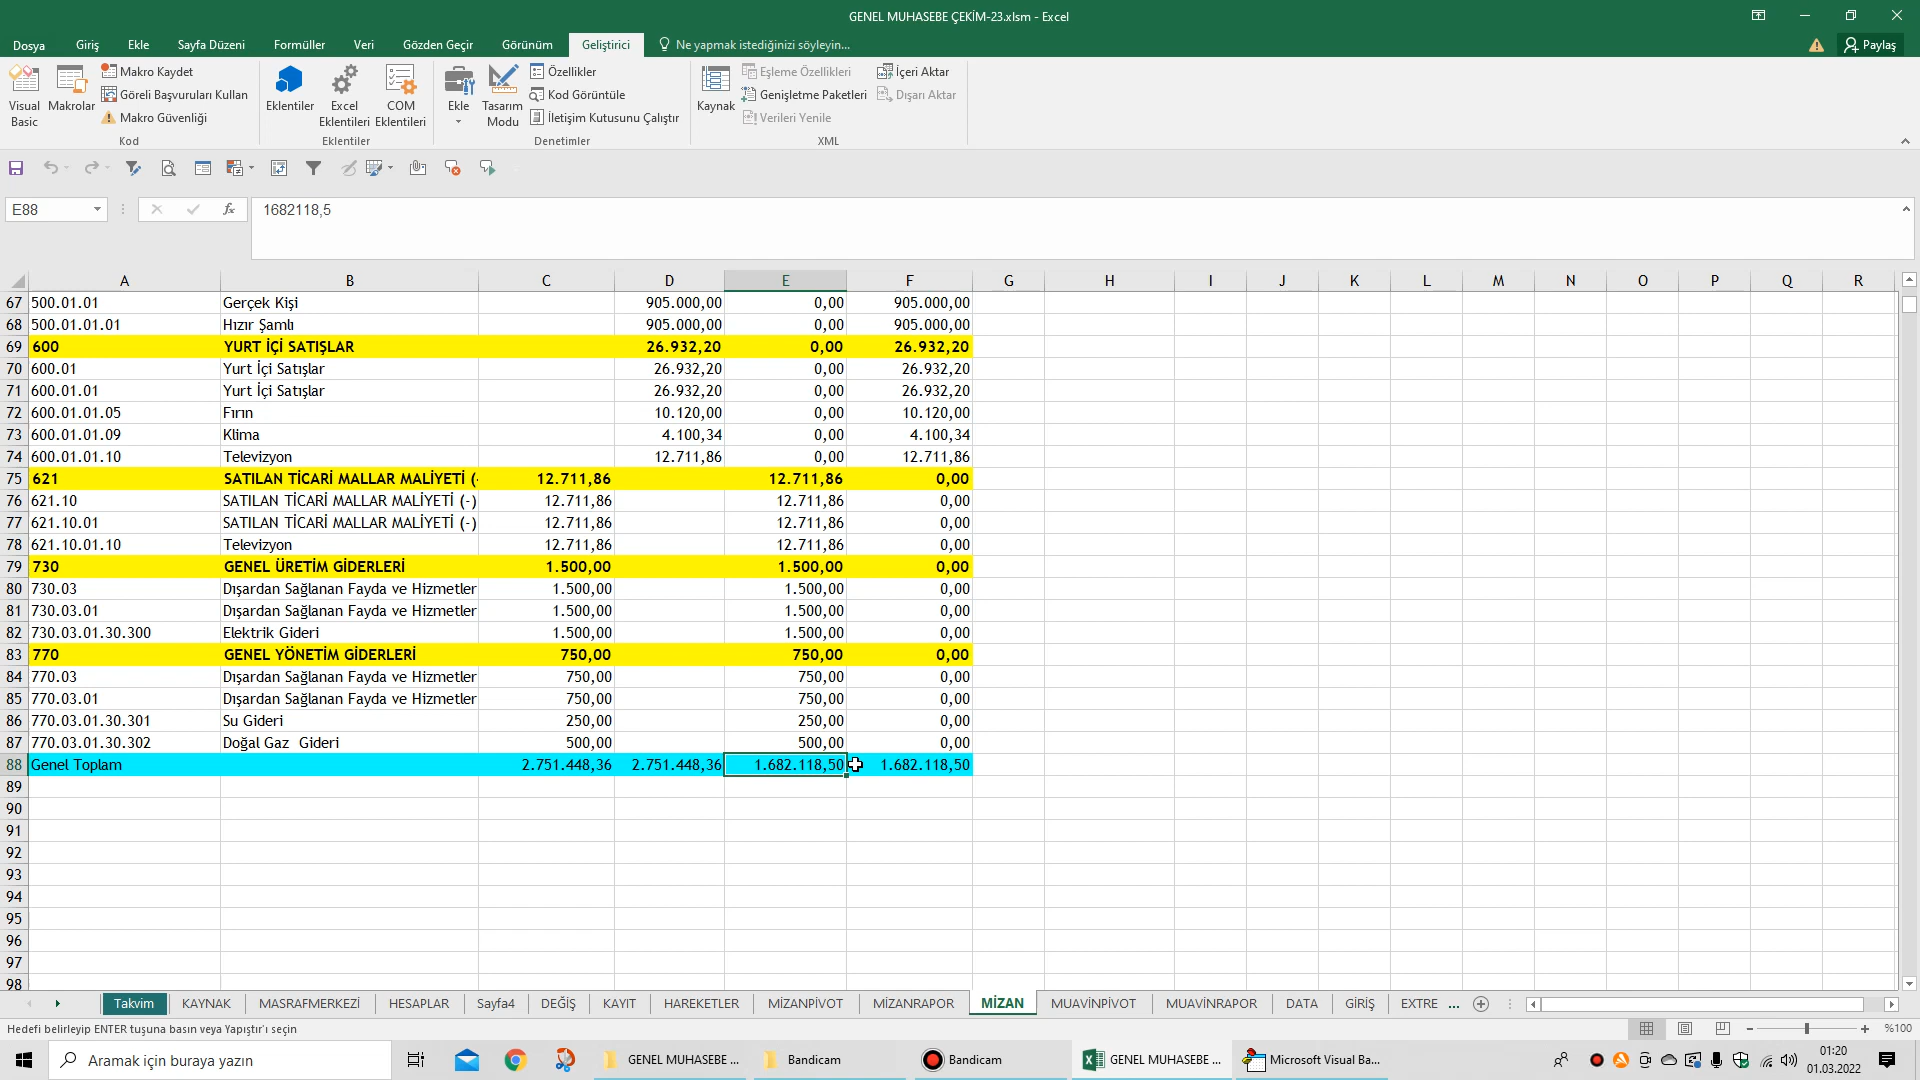 GENEL MUHASEBE ÇEKİM-23.xlsm - Excel
Dosya Giriş Ekle Sayfa Düzeni Formüller Veri Gözden Geçir Görünüm Geliştirici Ne yapmak istediğinizi söyleyin... Paylaş
Visual Basic
Makrolar
Makro Kaydet
Göreli Başvuruları Kullan
Makro Güvenliği
Kod
Eklentiler
Excel Eklentileri
COM Eklentileri
Eklentiler
Ekle
Tasarım Modu
Özellikler
Kod Görüntüle
İletişim Kutusunu Çalıştır
Denetimler
Kaynak
Eşleme Özellikleri
Genişletme Paketleri
Verileri Yenile
İçeri Aktar
Dışarı Aktar
XML
E88 fx 1682118,5
A B C D E F G H I J K L M N O P Q R
67 500.01.01 Gerçek Kişi 905.000,00 0,00 905.000,00
68 500.01.01.01 Hızır Şamlı 905.000,00 0,00 905.000,00
69 600 YURT İÇİ SATIŞLAR 26.932,20 0,00 26.932,20
70 600.01 Yurt İçi Satışlar 26.932,20 0,00 26.932,20
71 600.01.01 Yurt İçi Satışlar 26.932,20 0,00 26.932,20
72 600.01.01.05 Fırın 10.120,00 0,00 10.120,00
73 600.01.01.09 Klima 4.100,34 0,00 4.100,34
74 600.01.01.10 Televizyon 12.711,86 0,00 12.711,86
75 621 SATILAN TİCARİ MALLAR MALİYETİ (- 12.711,86 12.711,86 0,00
76 621.10 SATILAN TİCARİ MALLAR MALİYETİ (-) 12.711,86 12.711,86 0,00
77 621.10.01 SATILAN TİCARİ MALLAR MALİYETİ (-) 12.711,86 12.711,86 0,00
78 621.10.01.10 Televizyon 12.711,86 12.711,86 0,00
79 730 GENEL ÜRETİM GİDERLERİ 1.500,00 1.500,00 0,00
80 730.03 Dışardan Sağlanan Fayda ve Hizmetler 1.500,00 1.500,00 0,00
81 730.03.01 Dışardan Sağlanan Fayda ve Hizmetler 1.500,00 1.500,00 0,00
82 730.03.01.30.300 Elektrik Gideri 1.500,00 1.500,00 0,00
83 770 GENEL YÖNETİM GİDERLERİ 750,00 750,00 0,00
84 770.03 Dışardan Sağlanan Fayda ve Hizmetler 750,00 750,00 0,00
85 770.03.01 Dışardan Sağlanan Fayda ve Hizmetler 750,00 750,00 0,00
86 770.03.01.30.301 Su Gideri 250,00 250,00 0,00
87 770.03.01.30.302 Doğal Gaz Gideri 500,00 500,00 0,00
88 Genel Toplam 2.751.448,36 2.751.448,36 1.682.118,50 1.682.118,50
89
90
91
92
93
94
95
96
97
98
Takvim KAYNAK MASRAFMERKEZİ HESAPLAR Sayfa4 DEĞİŞ KAYIT HAREKETLER MİZANPİVOT MİZANRAPOR MİZAN MUAVİNPİVOT MUAVİNRAPOR DATA GİRİŞ EXTRE ...
Hedefi belirleyip ENTER tuşuna basın veya Yapıştır'ı seçin %100
Aramak için buraya yazın GENEL MUHASEBE ... Bandicam Bandicam GENEL MUHASEBE ... Microsoft Visual Ba... 01:20
01.03.2022